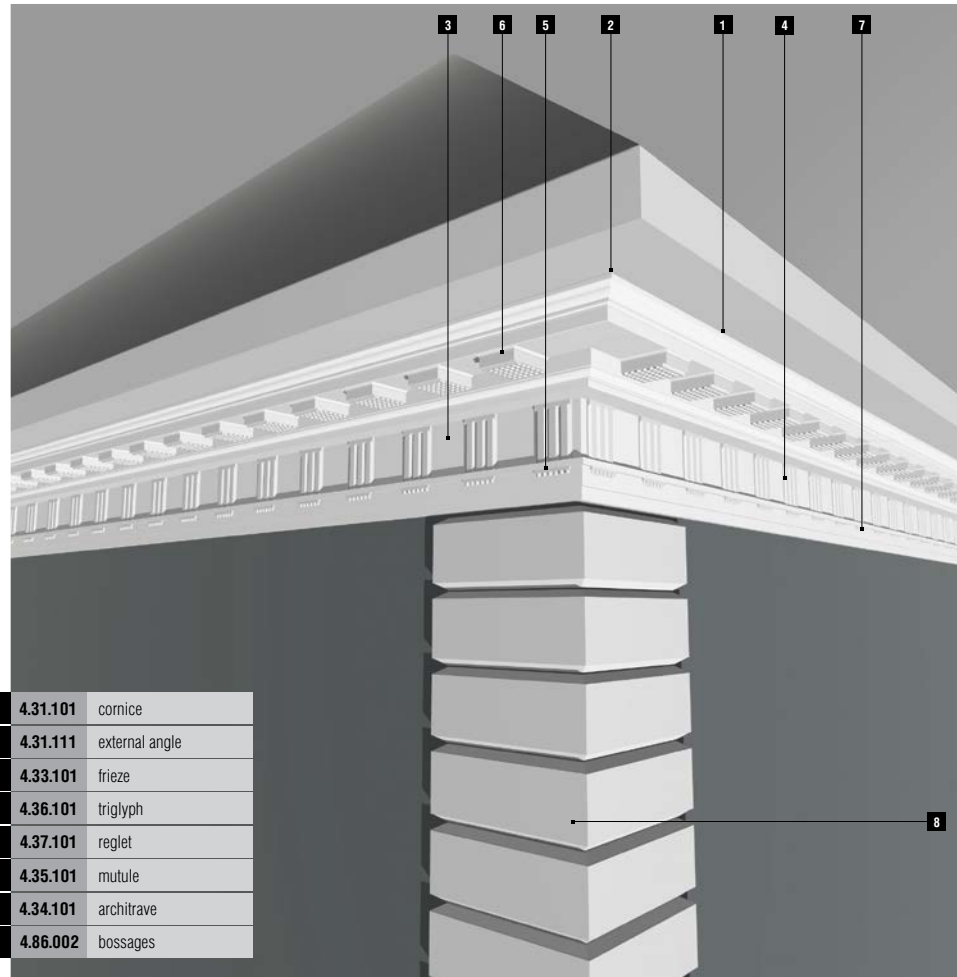 3 6 5 2 1 4 7
8
4.31.101 cornice
4.31.111 external angle
4.33.101 frieze
4.36.101 triglyph
4.37.101 reglet
4.35.101 mutule
4.34.101 architrave
4.86.002 bossages